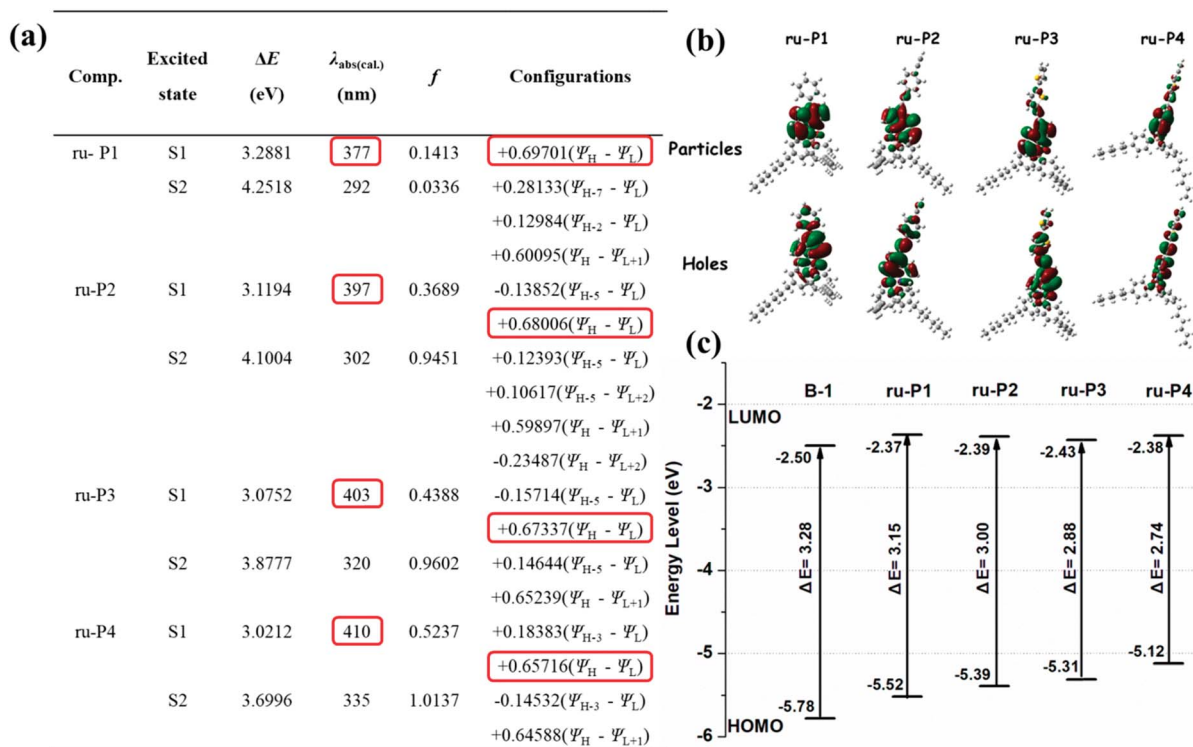 (a)
Comp. Excited state ΔE (eV) λabs(cal.) (nm) f Configurations
ru- P1 S1 3.2881 377 0.1413 +0.69701(ΨH - ΨL)
S2 4.2518 292 0.0336 +0.28133(ΨH-7 - ΨL)
+0.12984(ΨH-2 - ΨL)
+0.60095(ΨH - ΨL+1)
ru-P2 S1 3.1194 397 0.3689 -0.13852(ΨH-5 - ΨL)
+0.68006(ΨH - ΨL)
S2 4.1004 302 0.9451 +0.12393(ΨH-5 - ΨL)
+0.10617(ΨH-5 - ΨL+2)
+0.59897(ΨH - ΨL+1)
-0.23487(ΨH - ΨL+2)
ru-P3 S1 3.0752 403 0.4388 -0.15714(ΨH-5 - ΨL)
+0.67337(ΨH - ΨL)
S2 3.8777 320 0.9602 +0.14644(ΨH-5 - ΨL)
+0.65239(ΨH - ΨL+1)
ru-P4 S1 3.0212 410 0.5237 +0.18383(ΨH-3 - ΨL)
+0.65716(ΨH - ΨL)
S2 3.6996 335 1.0137 -0.14532(ΨH-3 - ΨL)
+0.64588(ΨH - ΨL+1)
(b)
ru-P1 ru-P2 ru-P3 ru-P4
Particles
Holes
(c)
B-1 ru-P1 ru-P2 ru-P3 ru-P4
Energy Level (eV)
-2
-3
-4
-5
-6
LUMO
-2.50 -2.37 -2.39 -2.43 -2.38
ΔE= 3.28 ΔE= 3.15 ΔE= 3.00 ΔE= 2.88 ΔE= 2.74
-5.78 -5.52 -5.39 -5.31 -5.12
HOMO